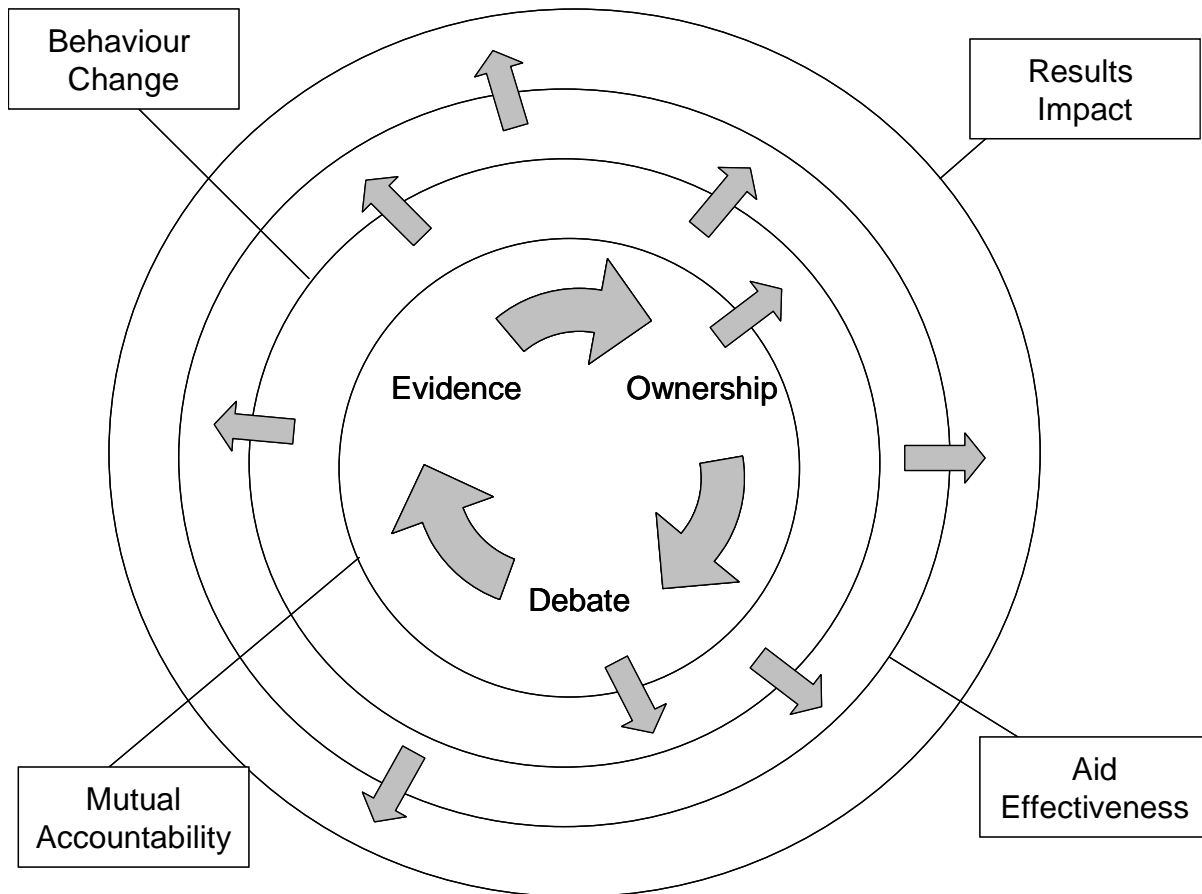 Behaviour
Change
Results
Impact
Evidence
Ownership
Debate
Mutual
Accountability
Aid
Effectiveness